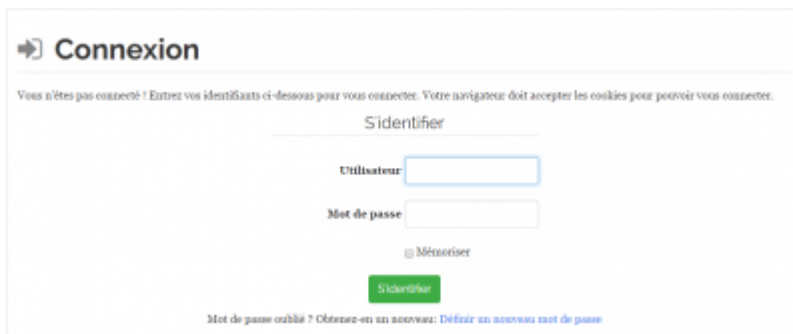 Connexion
Vous n'êtes pas connecté ! Entrez vos identifiants ci-dessous pour vous connecter. Votre navigateur doit accepter les cookies pour pouvoir vous connecter.
S'identifier
Utilisateur
Mot de passe
Mémoriser
S'identifier
Mot de passe oublié ? Obtenez-en un nouveau: Définir un nouveau mot de passe